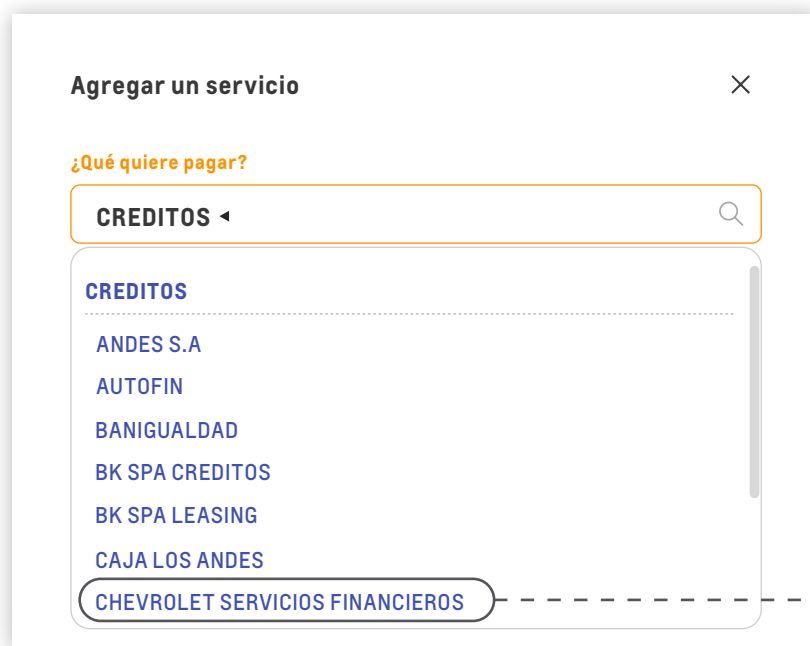 Agregar un servicio
¿Qué quiere pagar?
CREDITOS
CREDITOS
ANDES S.A
AUTOFIN
BANIGUALDAD
BK SPA CREDITOS
BK SPA LEASING
CAJA LOS ANDES
CHEVROLET SERVICIOS FINANCIEROS